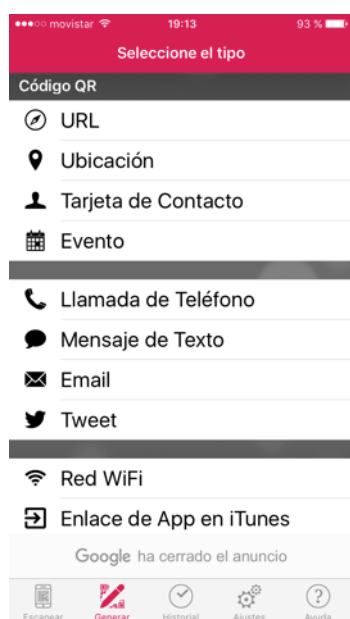 movistar 19:13 93 %
Seleccione el tipo
Código QR
URL
Ubicación
Tarjeta de Contacto
Evento
Llamada de Teléfono
Mensaje de Texto
Email
Tweet
Red WiFi
Enlace de App en iTunes
Google ha cerrado el anuncio
Escanear Generar Historial Ajustes Ayuda